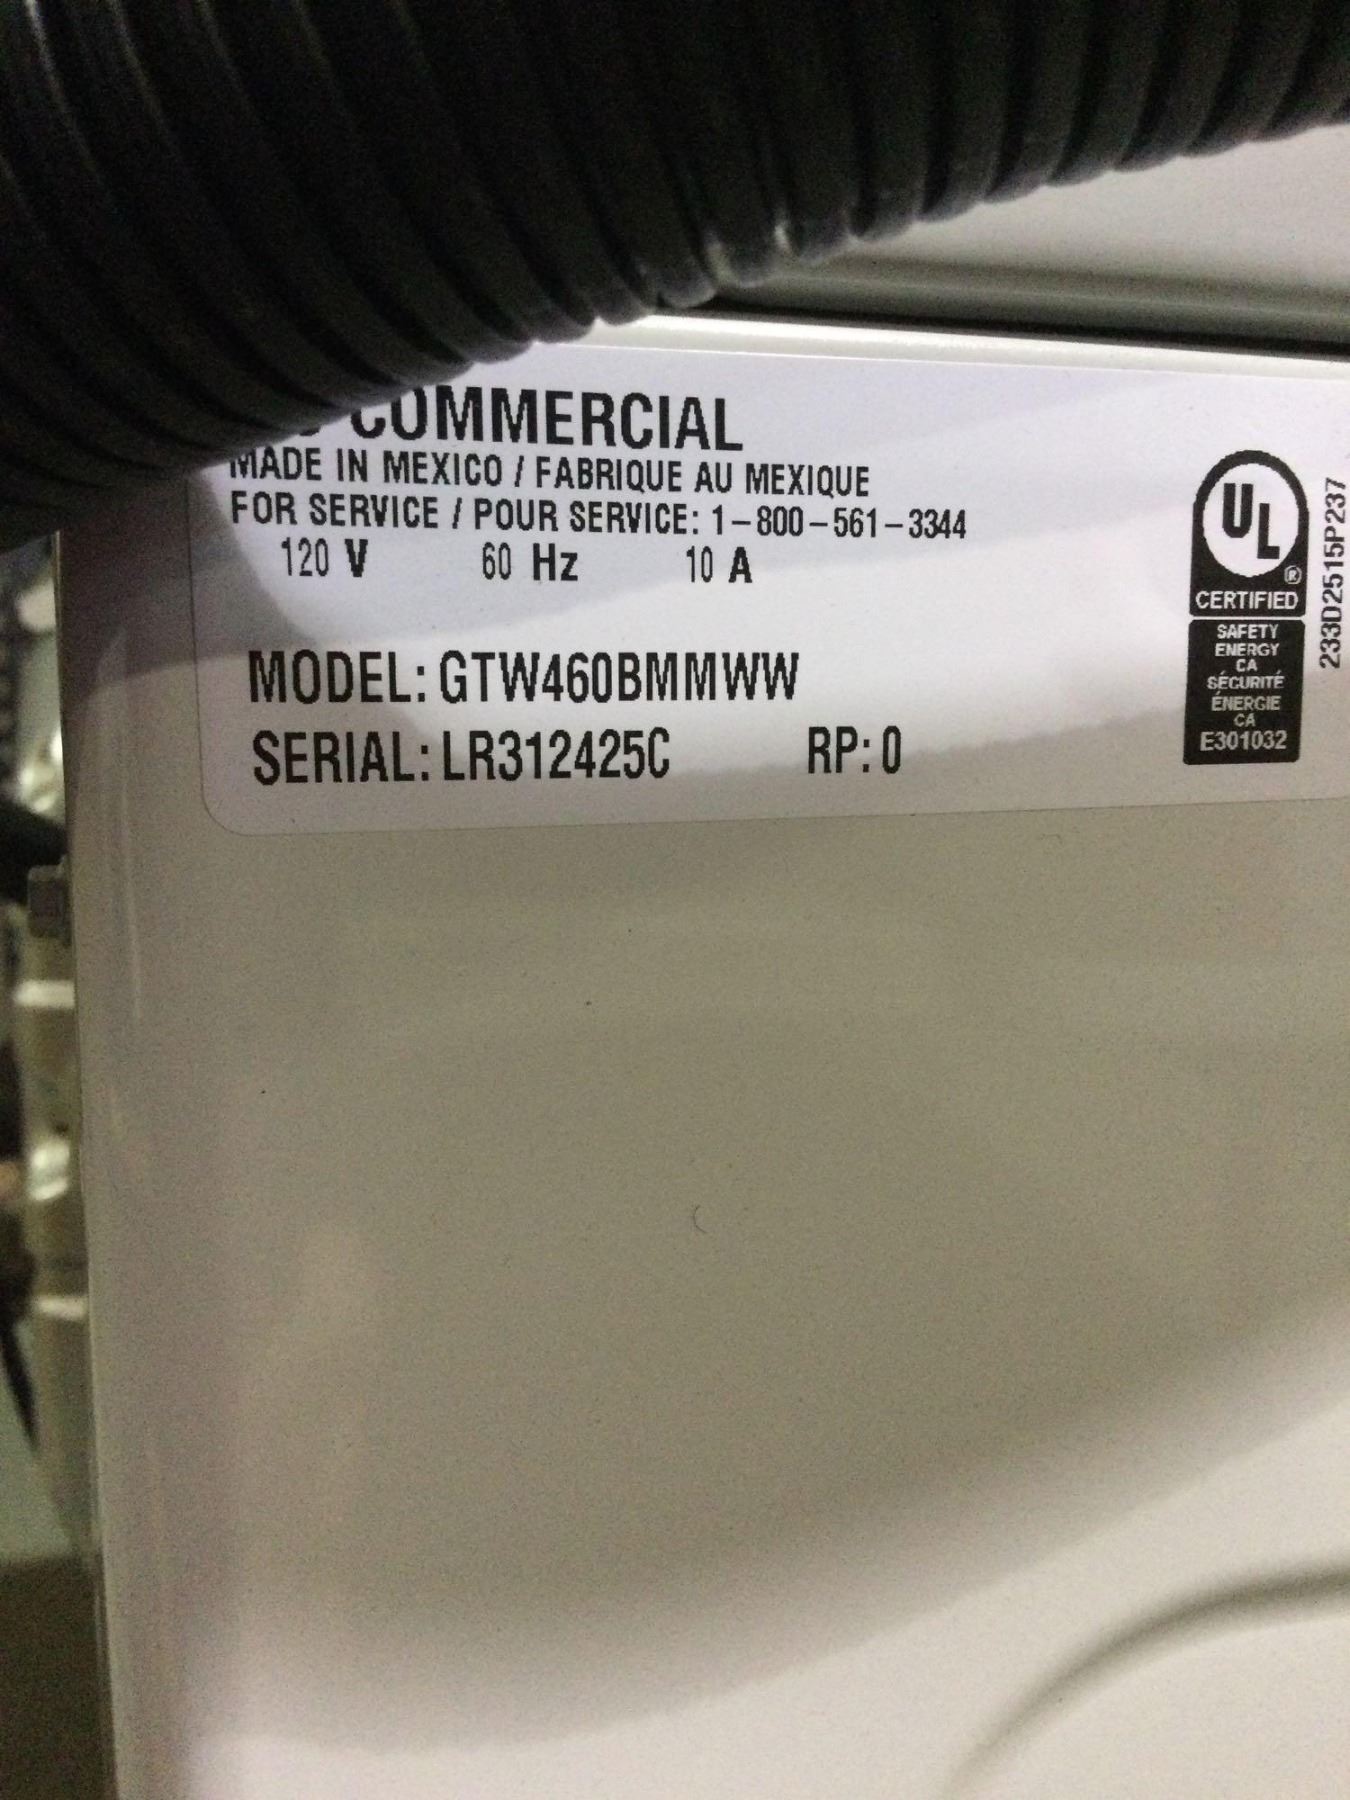 COMMERCIAL
MADE IN MEXICO / FABRIQUE AU MEXIQUE
FOR SERVICE / POUR SERVICE: 1-800-561-3344
120 V 60 Hz 10 A
MODEL: GTW460BMMWW
SERIAL: LR312425C RP: 0
UL
®
CERTIFIED
SAFETY
ENERGY
CA
SÉCURITÉ
ÉNERGIE
CA
E301032
233D2515P237